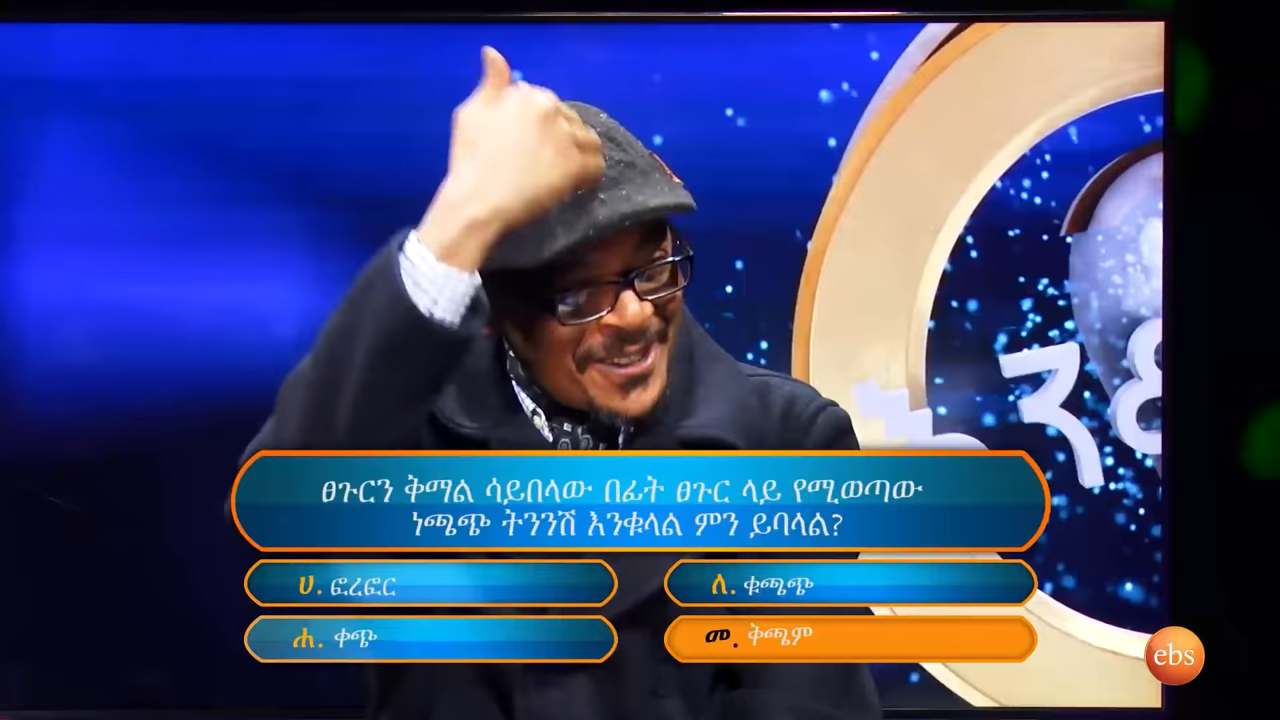 ፀጉርን ቅማል ሳይበላው በፊት ፀጉር ላይ የሚወጣው
ነጫጭ ትንንሽ እንቁላል ምን ይባላል?
ሀ. ፎረፎር
ለ. ቁጫጭ
ሐ. ቀጭ
መ. ቅጫም
ebs